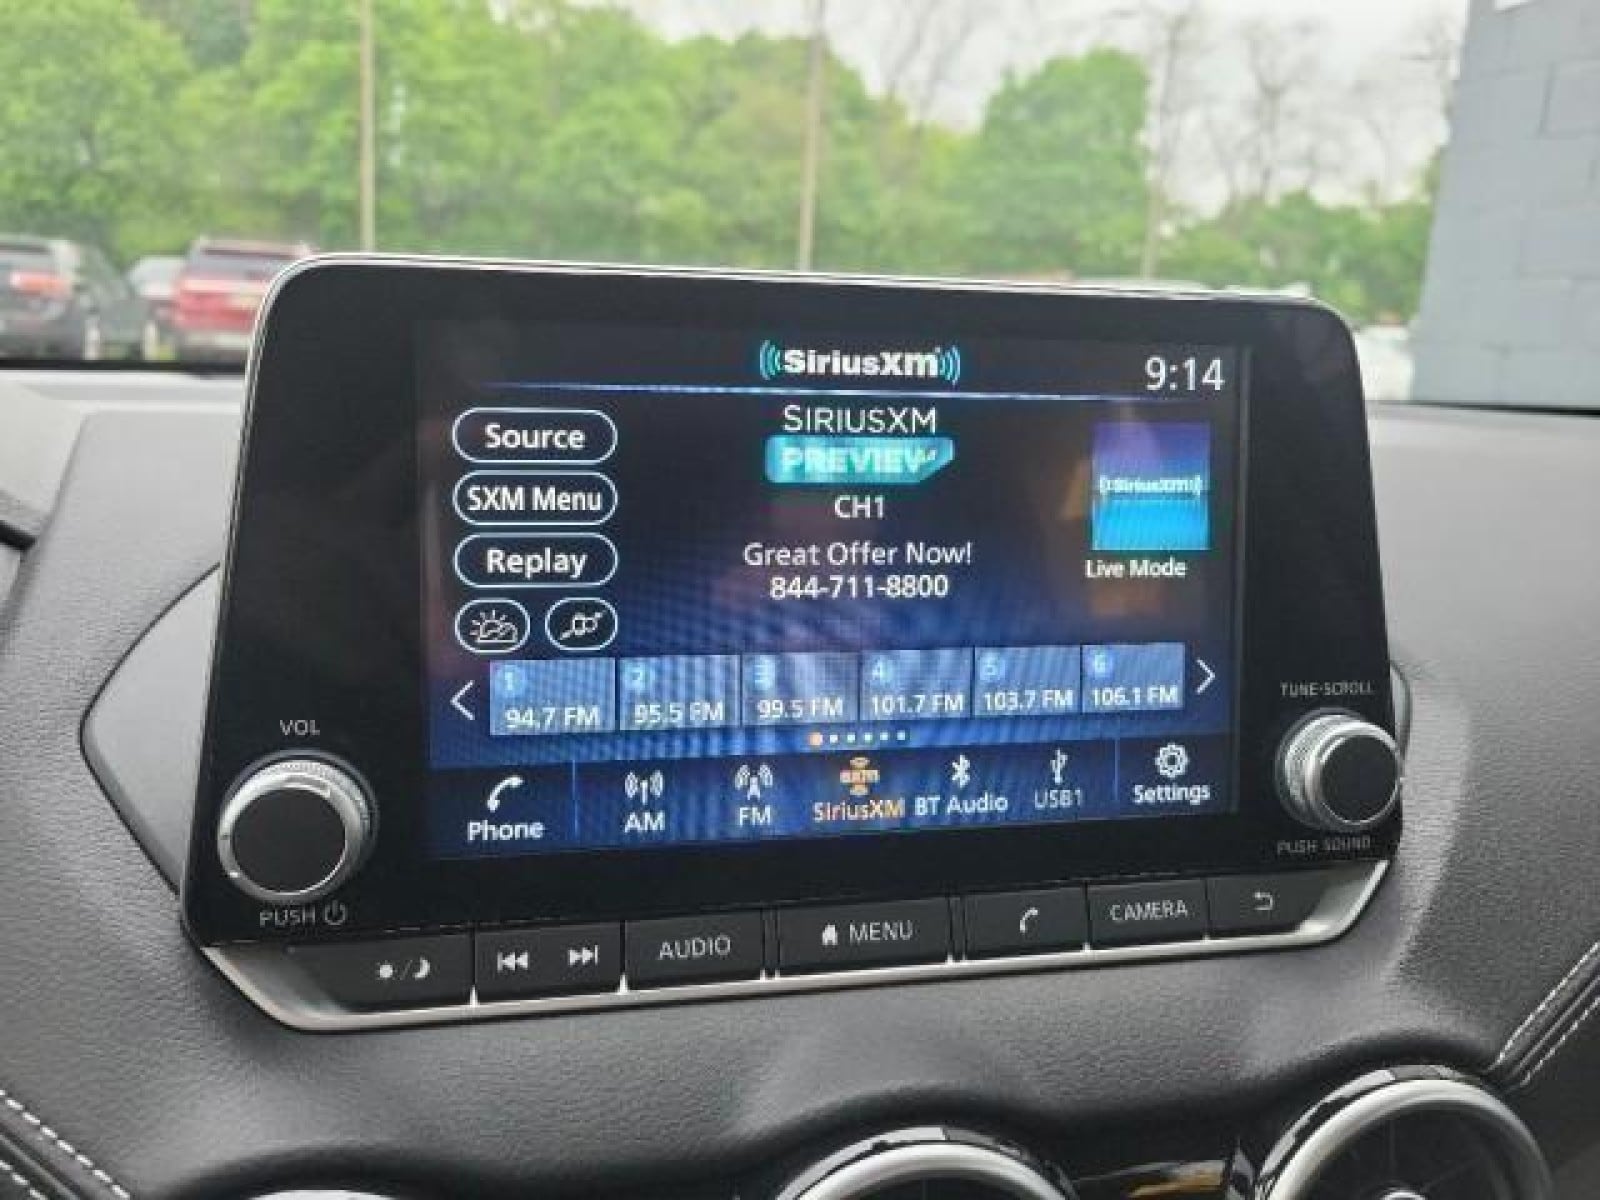 SiriusXM
9:14
Source
SIRIUSXM
PREVIEW
SXM Menu
CH1
SiriusXM
Replay
Great Offer Now!
844-711-8800
Live Mode
1
94.7 FM
2
95.5 FM
3
99.5 FM
4
101.7 FM
5
103.7 FM
6
106.1 FM
VOL
TUNE·SCROLL
Phone
AM
FM
sxm
SiriusXM
BT Audio
USB1
Settings
PUSH
PUSH SOUND
AUDIO
MENU
CAMERA